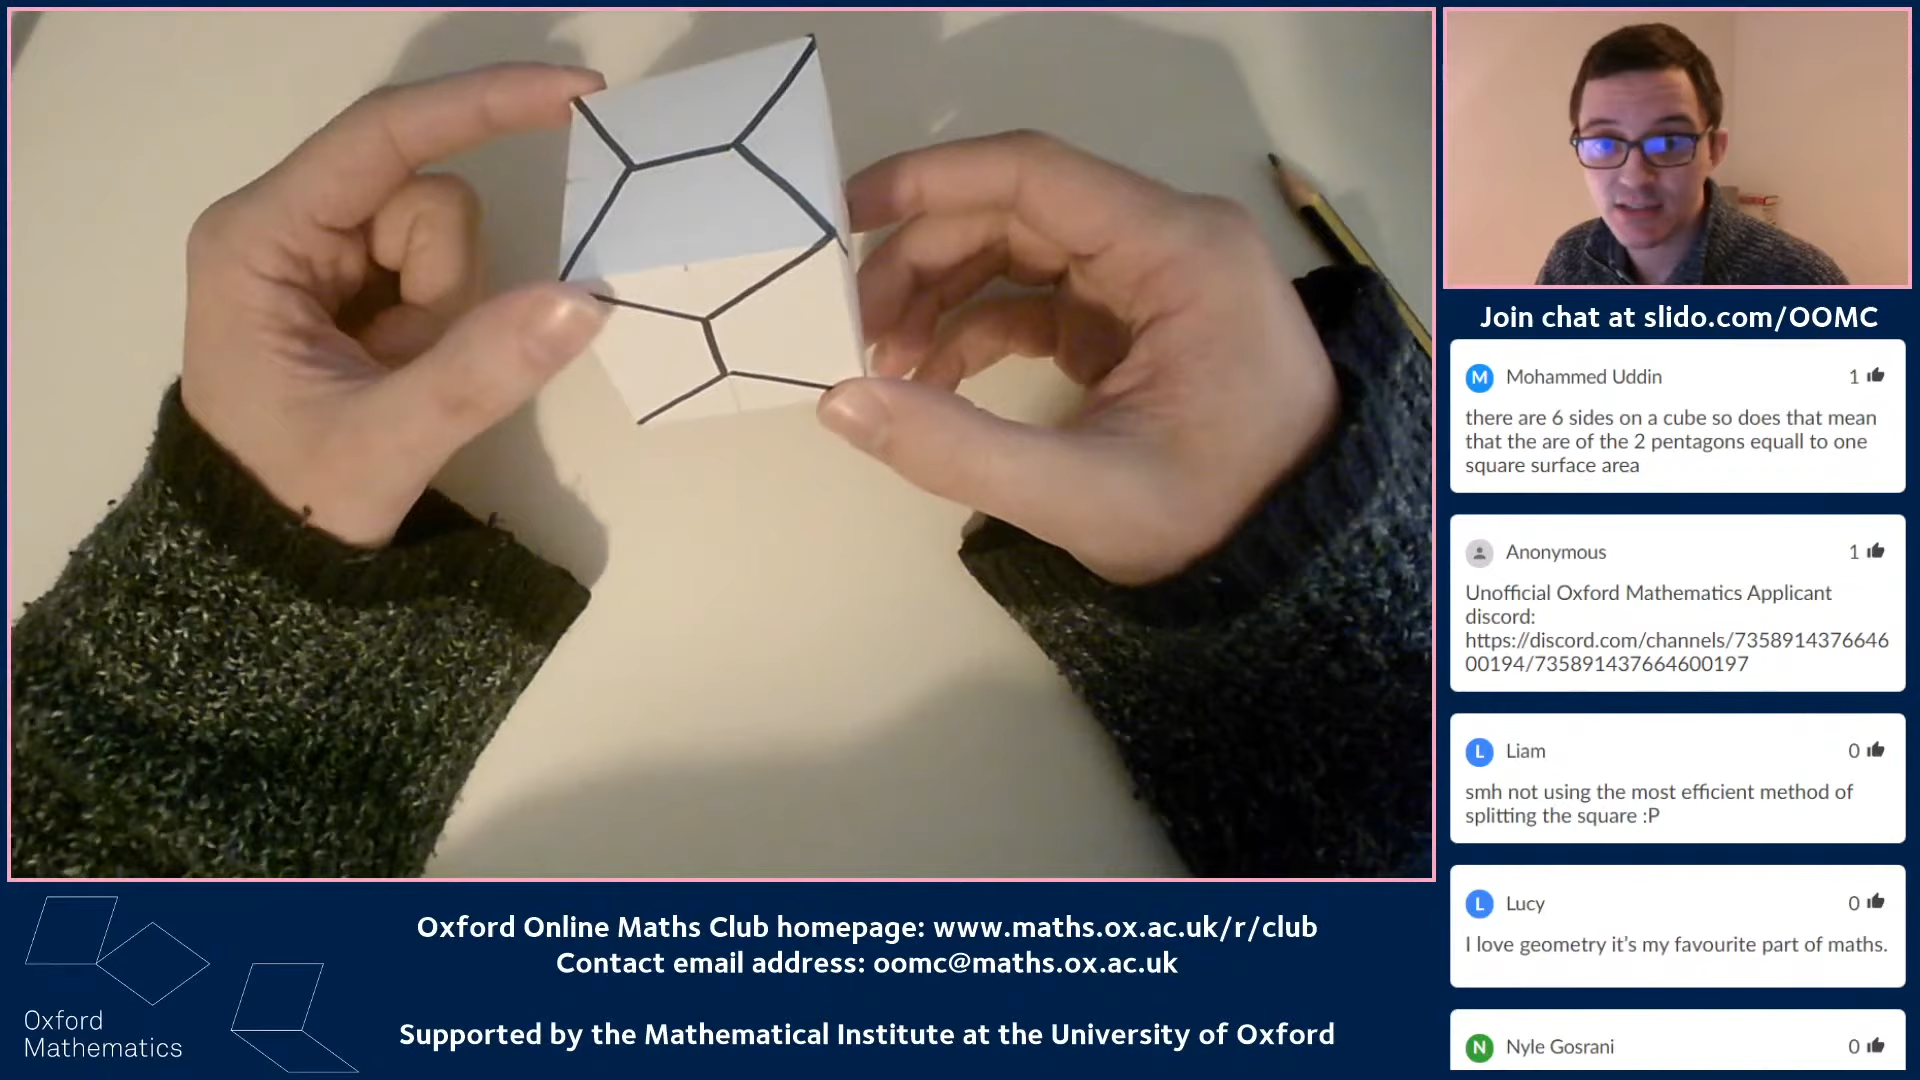 Join chat at slido.com/OOMC
M Mohammed Uddin 1
there are 6 sides on a cube so does that mean
that the are of the 2 pentagons equall to one
square surface area
Anonymous 1
Unofficial Oxford Mathematics Applicant
discord:
https://discord.com/channels/7358914376646
00194/735891437664600197
L Liam 0
smh not using the most efficient method of
splitting the square :P
L Lucy 0
I love geometry it's my favourite part of maths.
N Nyle Gosrani 0
Oxford Online Maths Club homepage: www.maths.ox.ac.uk/r/club
Contact email address: oomc@maths.ox.ac.uk
Supported by the Mathematical Institute at the University of Oxford
Oxford
Mathematics